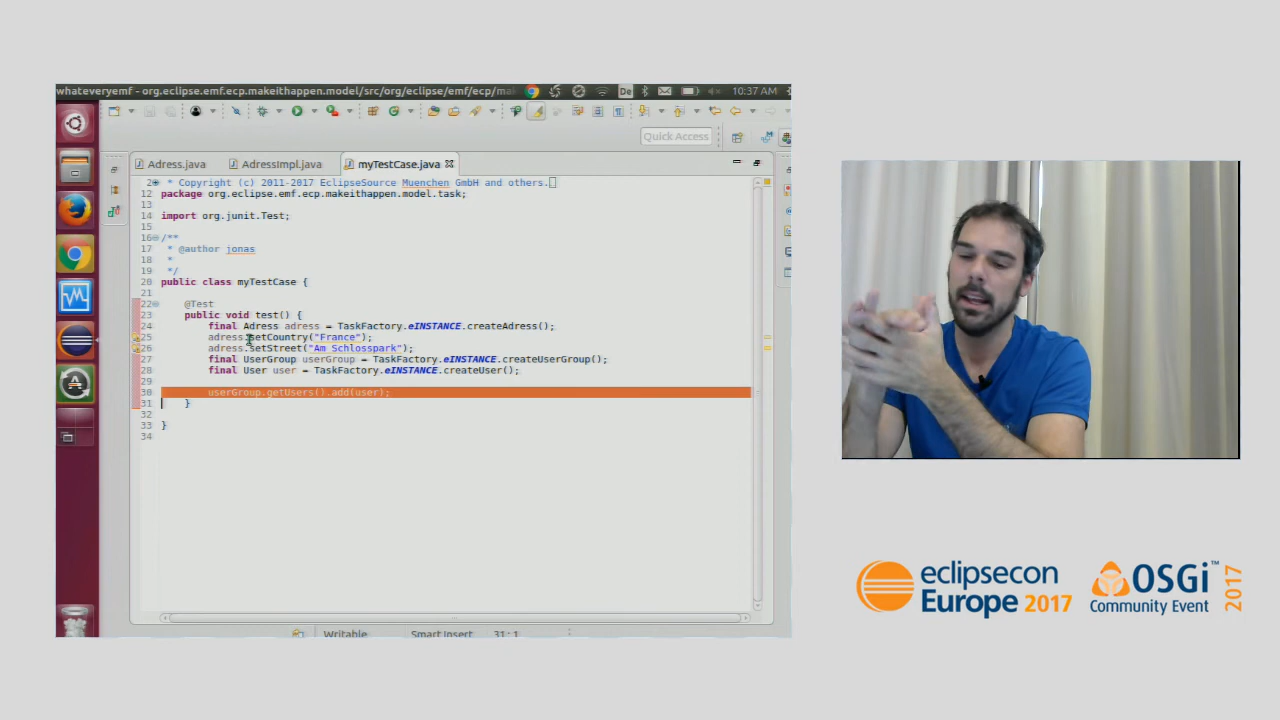 whateveryemf - org.eclipse.emf.ecp.makeithappen.model/src/org/eclipse/emf/ecp/ma
De
10:37 AM
Quick Access
Adress.java
AdressImpl.java
myTestCase.java
2 * Copyright (c) 2011-2017 EclipseSource Muenchen GmbH and others.
12 package org.eclipse.emf.ecp.makeithappen.model.task;
13
14 import org.junit.Test;
15
16 /**
17 * @author jonas
18 *
19 */
20 public class myTestCase {
21
22 @Test
23 public void test() {
24 final Adress adress = TaskFactory.eINSTANCE.createAdress();
25 adress.setCountry("France");
26 adress.setStreet("Am Schlosspark");
27 final UserGroup userGroup = TaskFactory.eINSTANCE.createUserGroup();
28 final User user = TaskFactory.eINSTANCE.createUser();
29
30 userGroup.getUsers().add(user);
31 }
32
33 }
34
Writable
Smart Insert
31:1
eclipsecon
Europe 2017
OSGi™
Community Event
2017